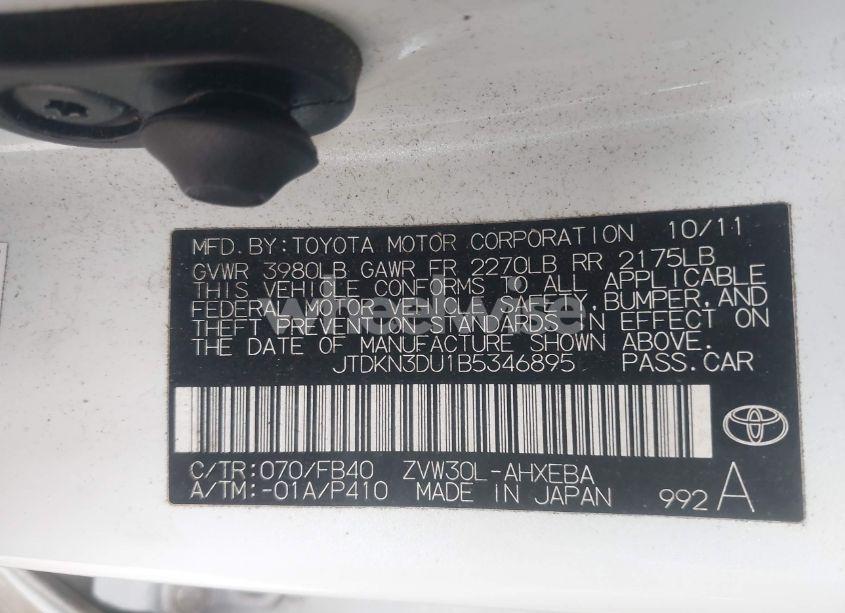 MFD.BY:TOYOTA MOTOR CORPORATION 10/11
GVWR 3980LB GAWR FR 2270LB RR 2175LB
THIS VEHICLE CONFORMS TO ALL APPLICABLE
FEDERAL MOTOR VEHICLE SAFETY, BUMPER, AND
THEFT PREVENTION STANDARDS IN EFFECT ON
THE DATE OF MANUFACTURE SHOWN ABOVE.
JTDKN3DU1B5346895 PASS.CAR
C/TR:070/FB40 ZVW30L-AHXEBA
A/TM:-01A/P410 MADE IN JAPAN 992 A
wheelwise